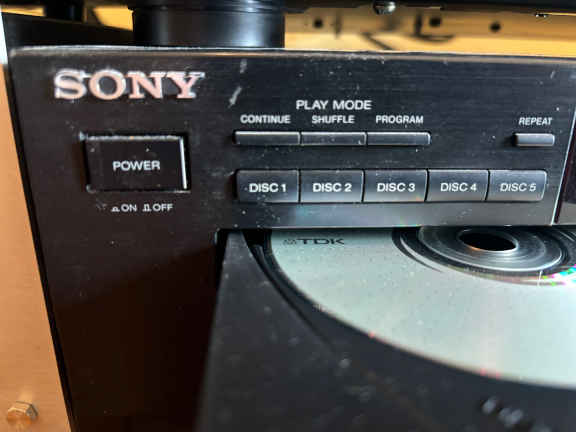 SONY
PLAY MODE
CONTINUE SHUFFLE PROGRAM
REPEAT
POWER
DISC 1 DISC 2 DISC 3 DISC 4 DISC 5
ON OFF
TDK